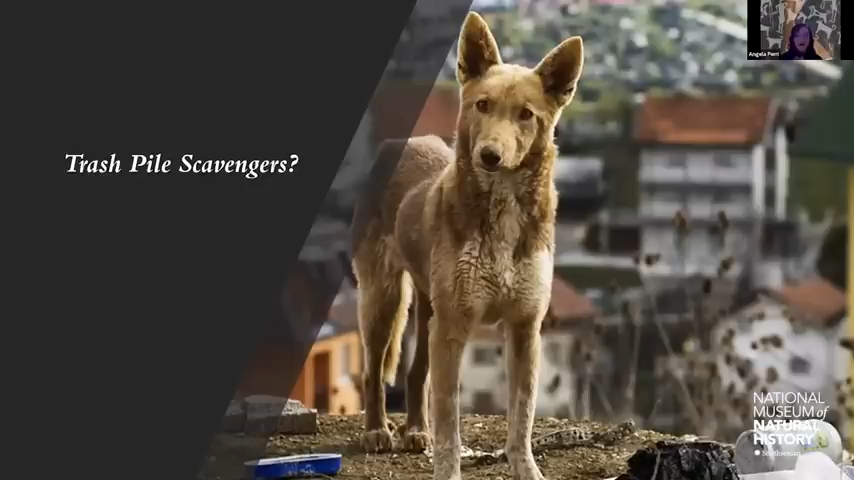 Angela Perri
Trash Pile Scavengers?
NATIONAL
MUSEUM of
NATURAL
HISTORY
Smithsonian